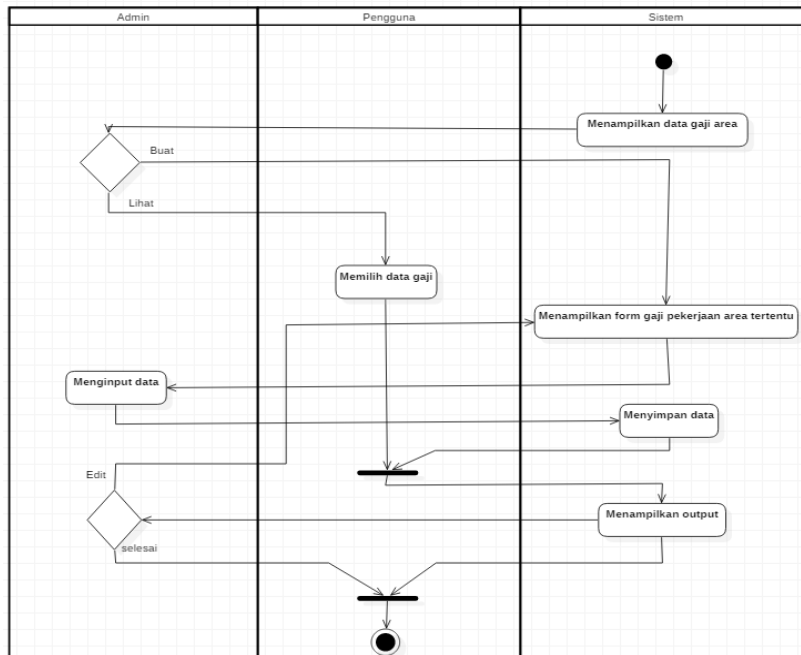 Admin
Pengguna
Sistem
Menampilkan data gaji area
Buat
Lihat
Memilih data gaji
Menampilkan form gaji pekerjaan area tertentu
Menginput data
Menyimpan data
Edit
Menampilkan output
selesai